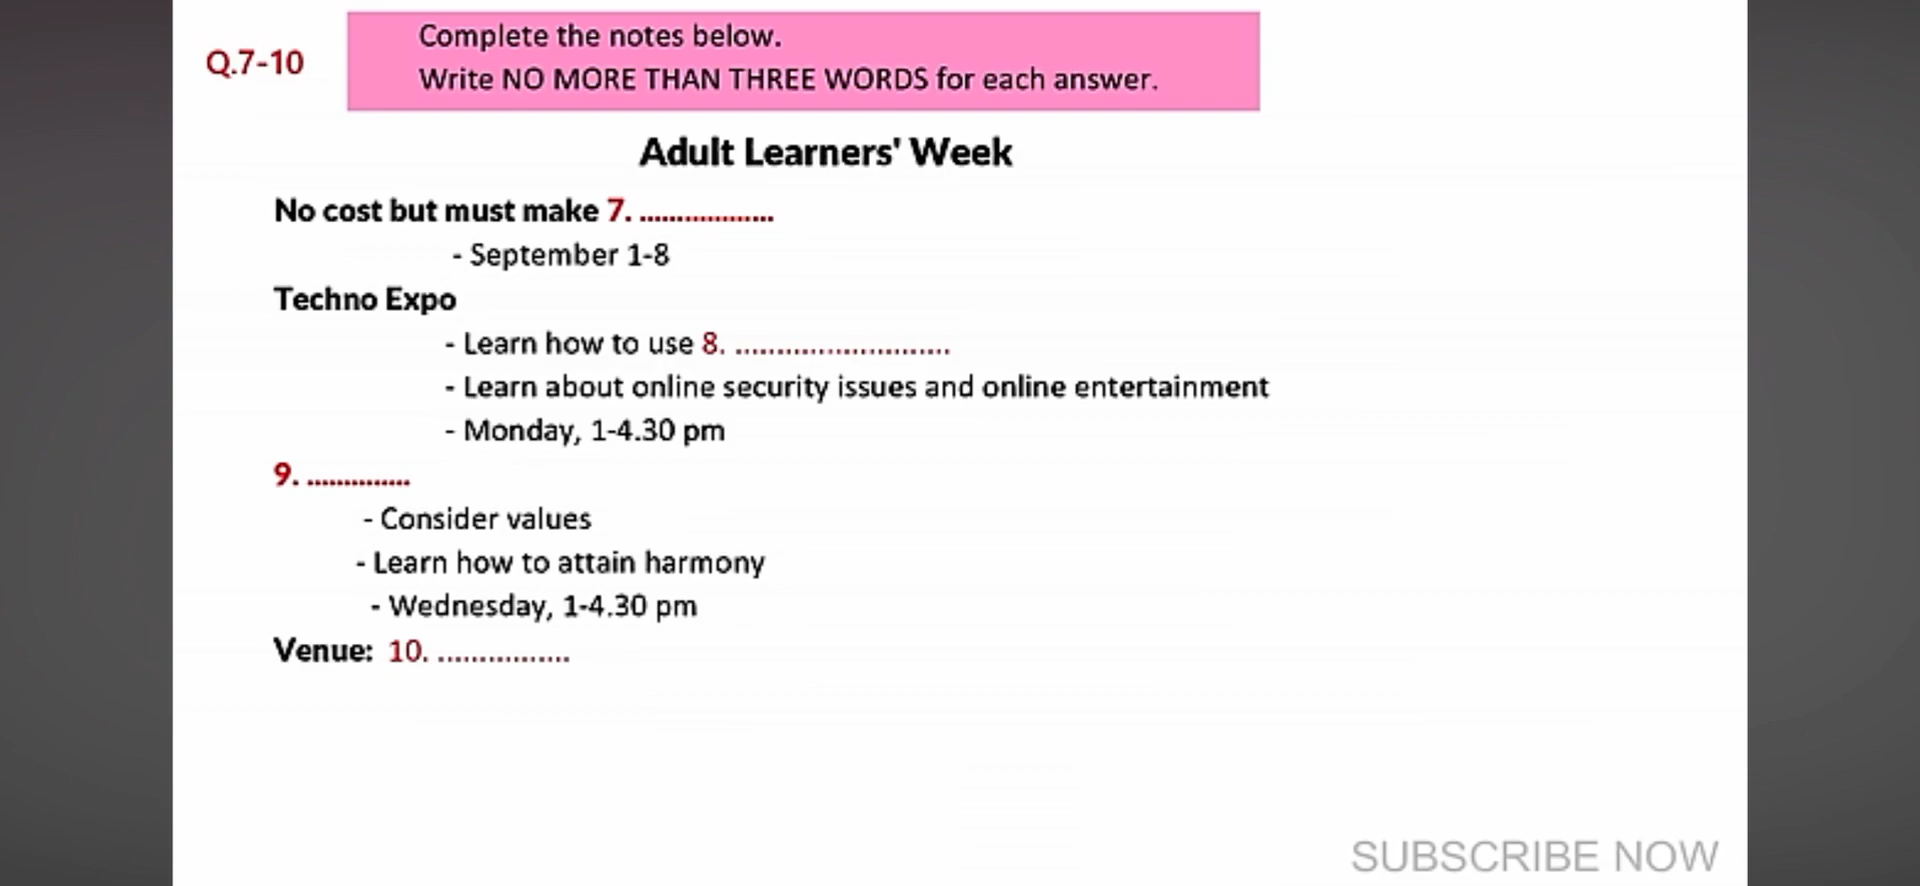 Q.7-10
Complete the notes below.
Write NO MORE THAN THREE WORDS for each answer.
Adult Learners' Week
No cost but must make 7. ..................
- September 1-8
Techno Expo
- Learn how to use 8. ..........................
- Learn about online security issues and online entertainment
- Monday, 1-4.30 pm
9. ..............
- Consider values
- Learn how to attain harmony
- Wednesday, 1-4.30 pm
Venue: 10. ................
SUBSCRIBE NOW